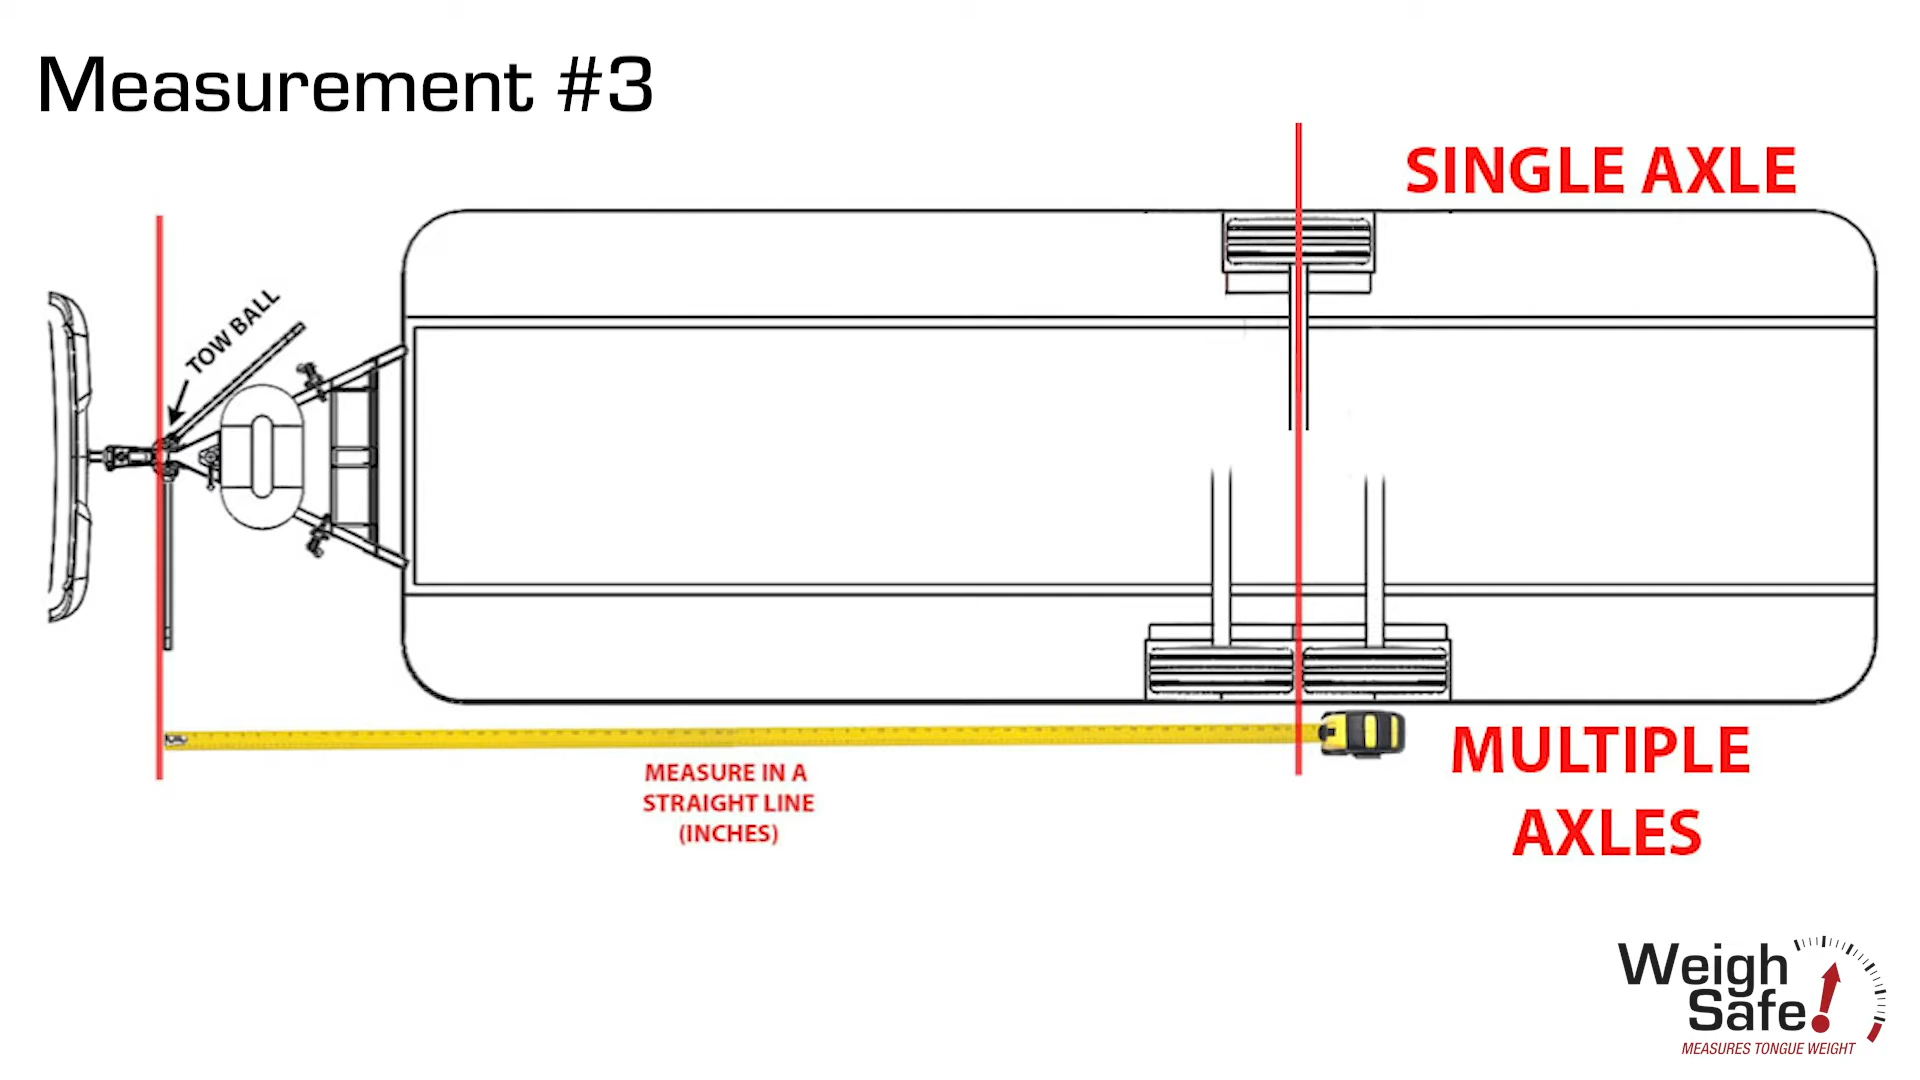 Measurement #3
SINGLE AXLE
TOW BALL
MEASURE IN A
STRAIGHT LINE
(INCHES)
MULTIPLE
AXLES
Weigh
Safe!
MEASURES TONGUE WEIGHT